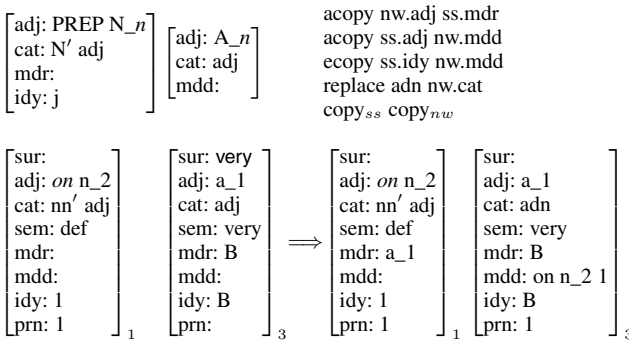 adj: PREP N_n
cat: N′ adj
mdr:
idy: j
adj: A_n
cat: adj
mdd:
acopy nw.adj ss.mdr
acopy ss.adj nw.mdd
ecopy ss.idy nw.mdd
replace adn nw.cat
copy_ss copy_nw
sur:
adj: on n_2
cat: nn′ adj
sem: def
mdr:
mdd:
idy: 1
prn: 1
1
sur: very
adj: a_1
cat: adj
sem: very
mdr: B
mdd:
idy: B
prn:
3
⟹
sur:
adj: on n_2
cat: nn′ adj
sem: def
mdr: a_1
mdd:
idy: 1
prn: 1
1
sur:
adj: a_1
cat: adn
sem: very
mdr: B
mdd: on n_2 1
idy: B
prn: 1
3